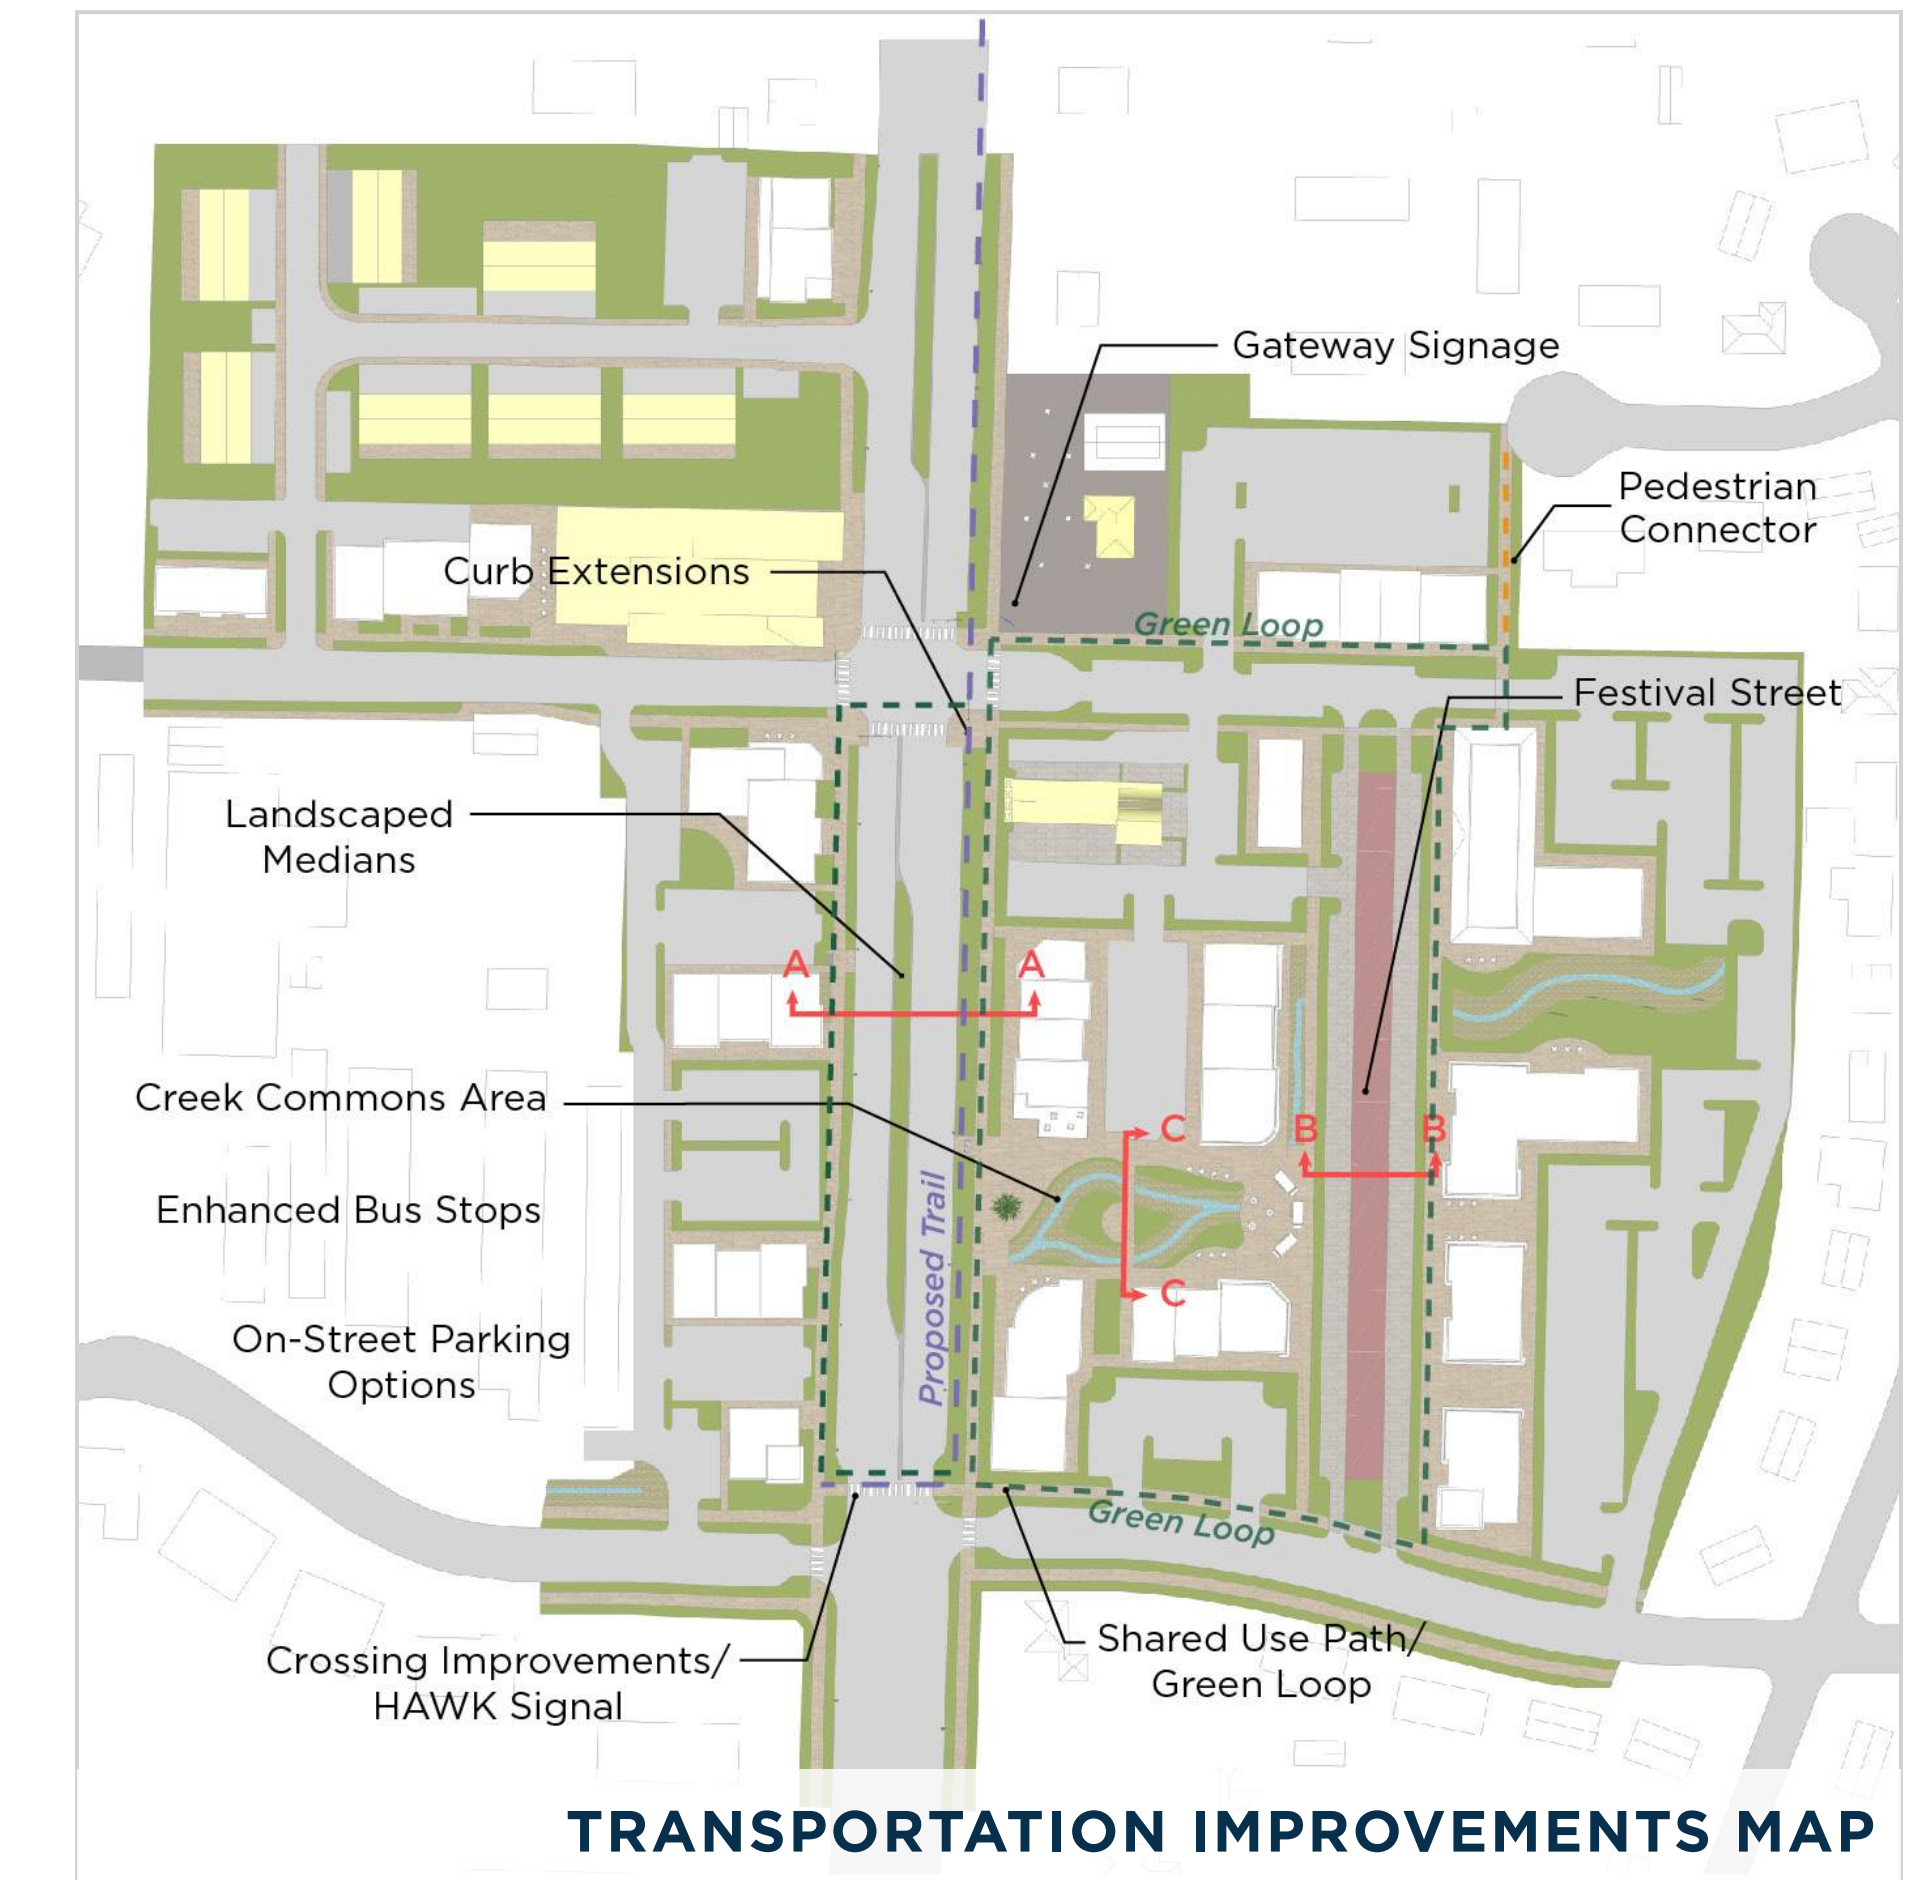 Gateway Signage
Pedestrian
Connector
Curb Extensions
Green Loop
Festival Street
Landscaped
Medians
A
A
Creek Commons Area
C
B
B
Enhanced Bus Stops
Proposed Trail
C
On-Street Parking
Options
Green Loop
Crossing Improvements/
HAWK Signal
Shared Use Path/
Green Loop
TRANSPORTATION IMPROVEMENTS MAP